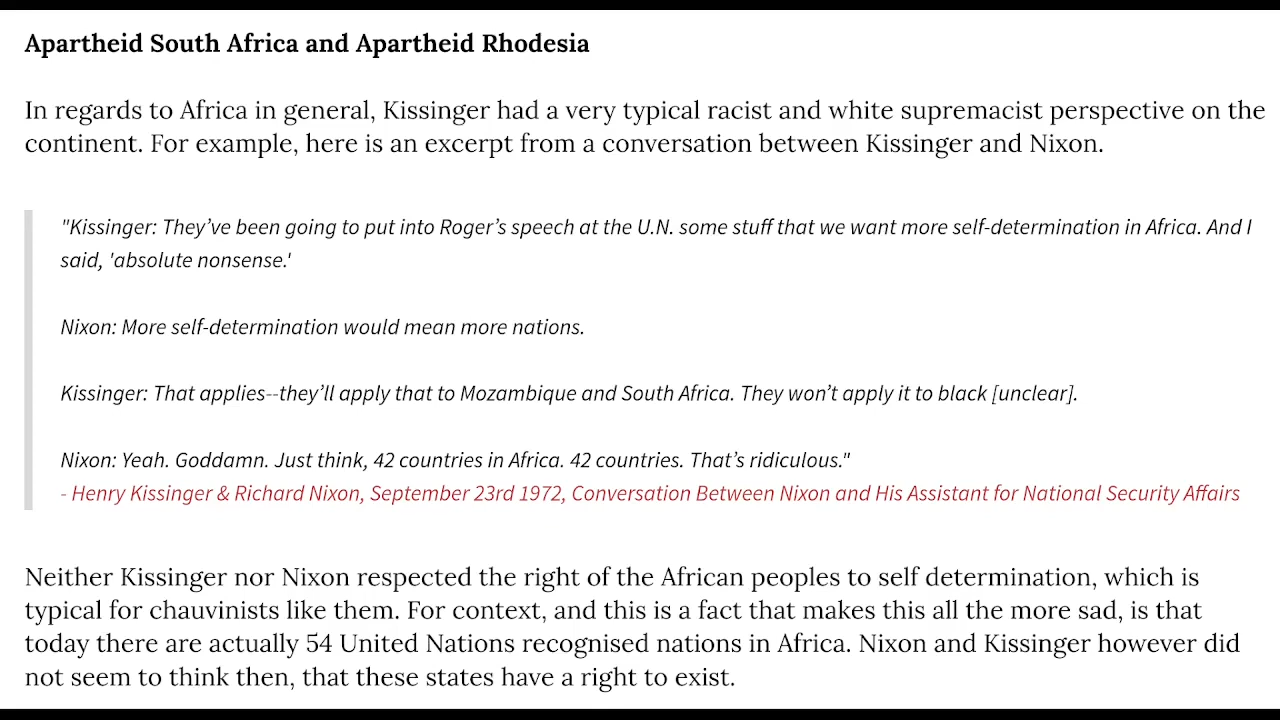 Apartheid South Africa and Apartheid Rhodesia
In regards to Africa in general, Kissinger had a very typical racist and white supremacist perspective on the
continent. For example, here is an excerpt from a conversation between Kissinger and Nixon.
"Kissinger: They’ve been going to put into Roger’s speech at the U.N. some stuff that we want more self-determination in Africa. And I
said, 'absolute nonsense.'
Nixon: More self-determination would mean more nations.
Kissinger: That applies--they’ll apply that to Mozambique and South Africa. They won’t apply it to black [unclear].
Nixon: Yeah. Goddamn. Just think, 42 countries in Africa. 42 countries. That’s ridiculous."
- Henry Kissinger & Richard Nixon, September 23rd 1972, Conversation Between Nixon and His Assistant for National Security Affairs
Neither Kissinger nor Nixon respected the right of the African peoples to self determination, which is
typical for chauvinists like them. For context, and this is a fact that makes this all the more sad, is that
today there are actually 54 United Nations recognised nations in Africa. Nixon and Kissinger however did
not seem to think then, that these states have a right to exist.